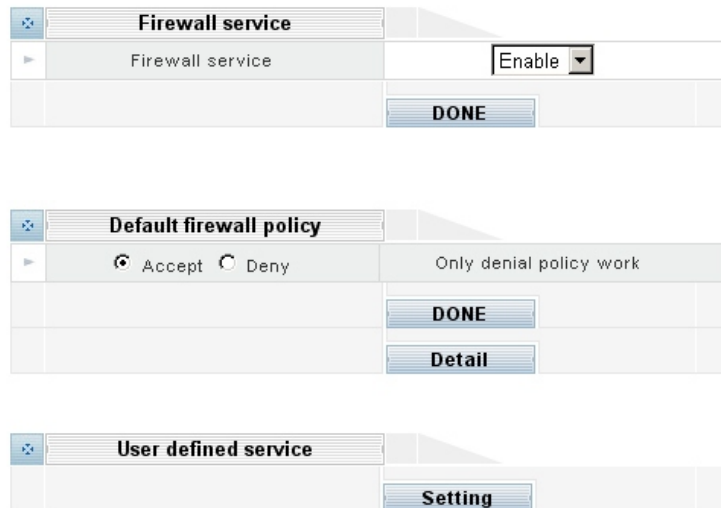 Firewall service
Firewall service Enable
DONE
Default firewall policy
Accept Deny Only denial policy work
DONE
Detail
User defined service
Setting